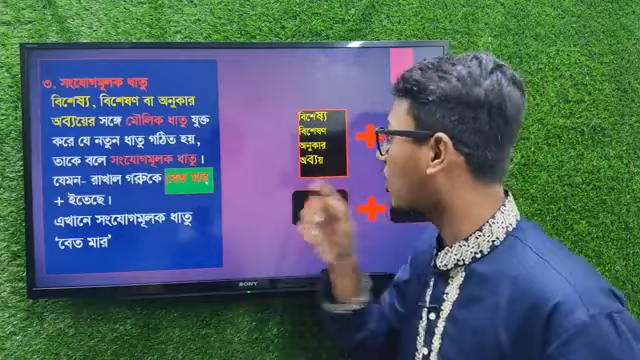 ৩. সংযোগমূলক ধাতু
বিশেষ্য, বিশেষণ বা অনুকার
অব্যয়ের সঙ্গে মৌলিক ধাতু যুক্ত
করে যে নতুন ধাতু গঠিত হয়,
তাকে বলে সংযোগমূলক ধাতু।
যেমন- রাখাল গরুকে বেত মার্
+ ইতেছে।
এখানে সংযোগমূলক ধাতু
‘বেত মার’
বিশেষ্য
বিশেষণ
অনুকার
অব্যয়
+
+
SONY